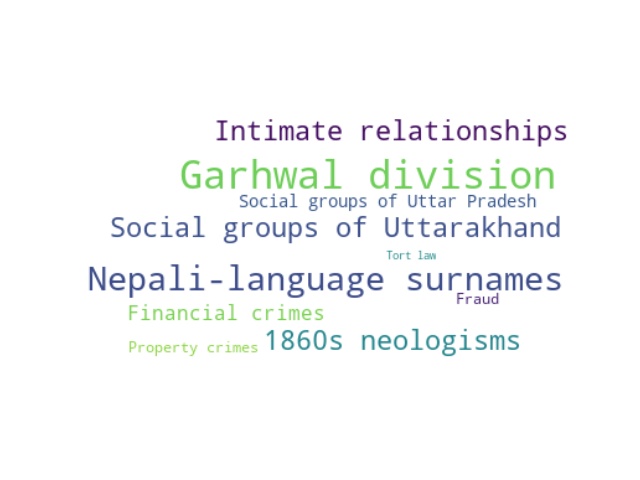 Intimate relationships
Garhwal division
Social groups of Uttar Pradesh
Social groups of Uttarakhand
Tort law
Nepali-language surnames
Fraud
Financial crimes
1860s neologisms
Property crimes